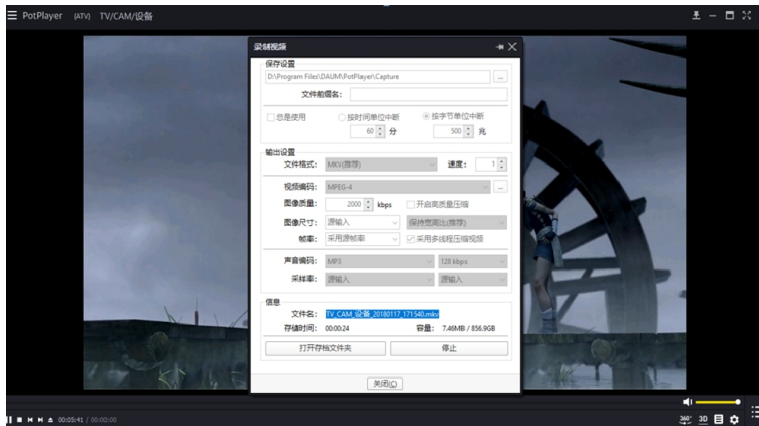 PotPlayer (ATV) TV/CAM/设备
录制视频
保存设置
D:\Program Files\DAUM\PotPlayer\Capture ...
文件前缀名:
总是使用 按时间单位中断 按字节单位中断
60 分 500 兆
输出设置
文件格式: MKV(推荐) 速度: 1
视频编码: MPEG-4 ...
图像质量: 2000 kbps 开启高质量压缩
图像尺寸: 源输入 保持宽高比(推荐)
帧率: 采用源帧率 采用多线程压缩视频
声音编码: MP3 128 kbps
采样率: 源输入 源输入
信息
文件名: TV_CAM_设备_20180117_171540.mkv
存储时间: 00:00:24 容量: 7.46MB / 856.9GB
打开存档文件夹 停止
关闭(C)
00:05:41 / 00:00:00 360° 3D